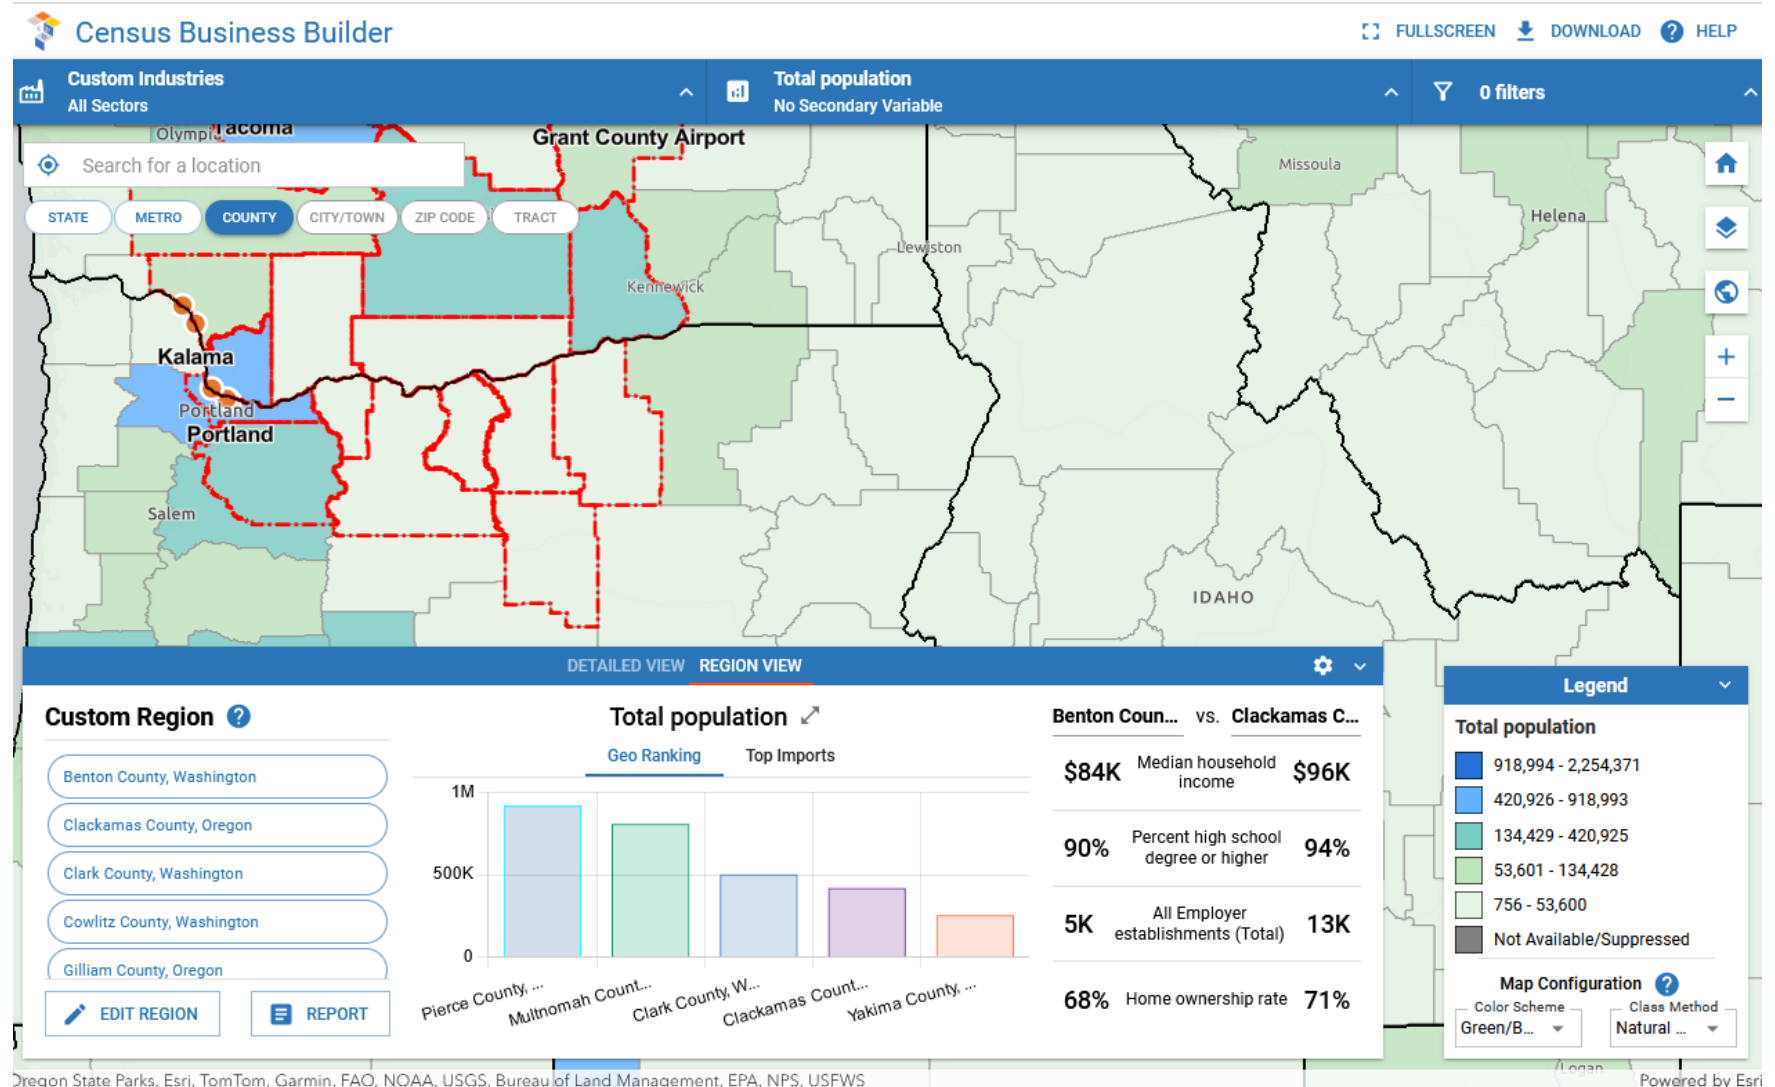 Census Business Builder
FULLSCREEN
DOWNLOAD
HELP
Custom Industries
All Sectors
Total population
No Secondary Variable
0 filters
Olympia
Tacoma
Grant County Airport
Search for a location
Missoula
STATE
METRO
COUNTY
CITY/TOWN
ZIP CODE
TRACT
Helena
Lewiston
Kennewick
Kalama
Portland
Portland
Salem
IDAHO
DETAILED VIEW
REGION VIEW
Custom Region
Benton County, Washington
Clackamas County, Oregon
Clark County, Washington
Cowlitz County, Washington
Gilliam County, Oregon
EDIT REGION
REPORT
Total population
Geo Ranking
Top Imports
1M
500K
0
Pierce County, ...
Multnomah Count...
Clark County, W...
Clackamas Count...
Yakima County, ...
Benton Coun... vs. Clackamas C...
$84K Median household income $96K
90% Percent high school degree or higher 94%
5K All Employer establishments (Total) 13K
68% Home ownership rate 71%
Legend
Total population
918,994 - 2,254,371
420,926 - 918,993
134,429 - 420,925
53,601 - 134,428
756 - 53,600
Not Available/Suppressed
Map Configuration
Color Scheme
Green/B...
Class Method
Natural ...
Logan
Oregon State Parks, Esri, TomTom, Garmin, FAO, NOAA, USGS, Bureau of Land Management, EPA, NPS, USFWS
Powered by Esri